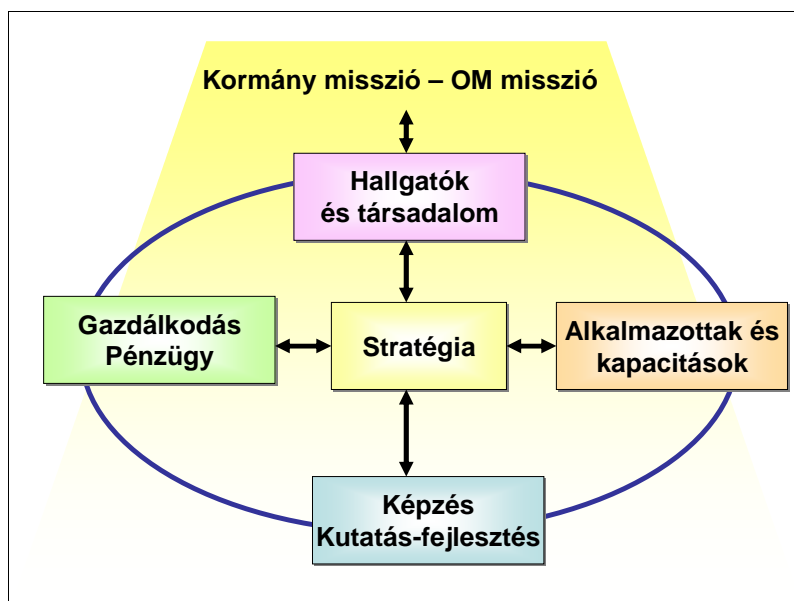 Kormány misszió – OM misszió
Hallgatók
és társadalom
Gazdálkodás
Pénzügy
Stratégia
Alkalmazottak és
kapacitások
Képzés
Kutatás-fejlesztés